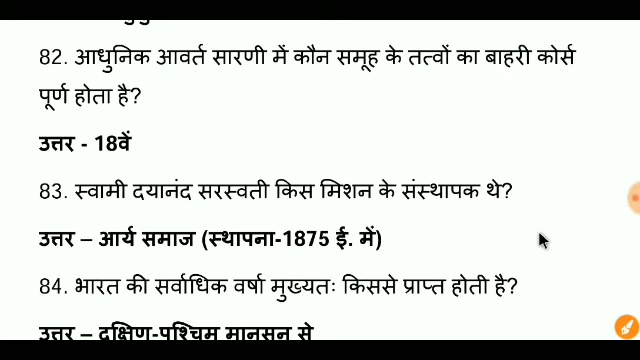 82. आधुनिक आवर्त सारणी में कौन समूह के तत्वों का बाहरी कोर्स
पूर्ण होता है?
उत्तर - 18वें
83. स्वामी दयानंद सरस्वती किस मिशन के संस्थापक थे?
उत्तर – आर्य समाज (स्थापना-1875 ई. में)
84. भारत की सर्वाधिक वर्षा मुख्यतः किससे प्राप्त होती है?
उत्तर – दक्षिण-पश्चिम मानसून से